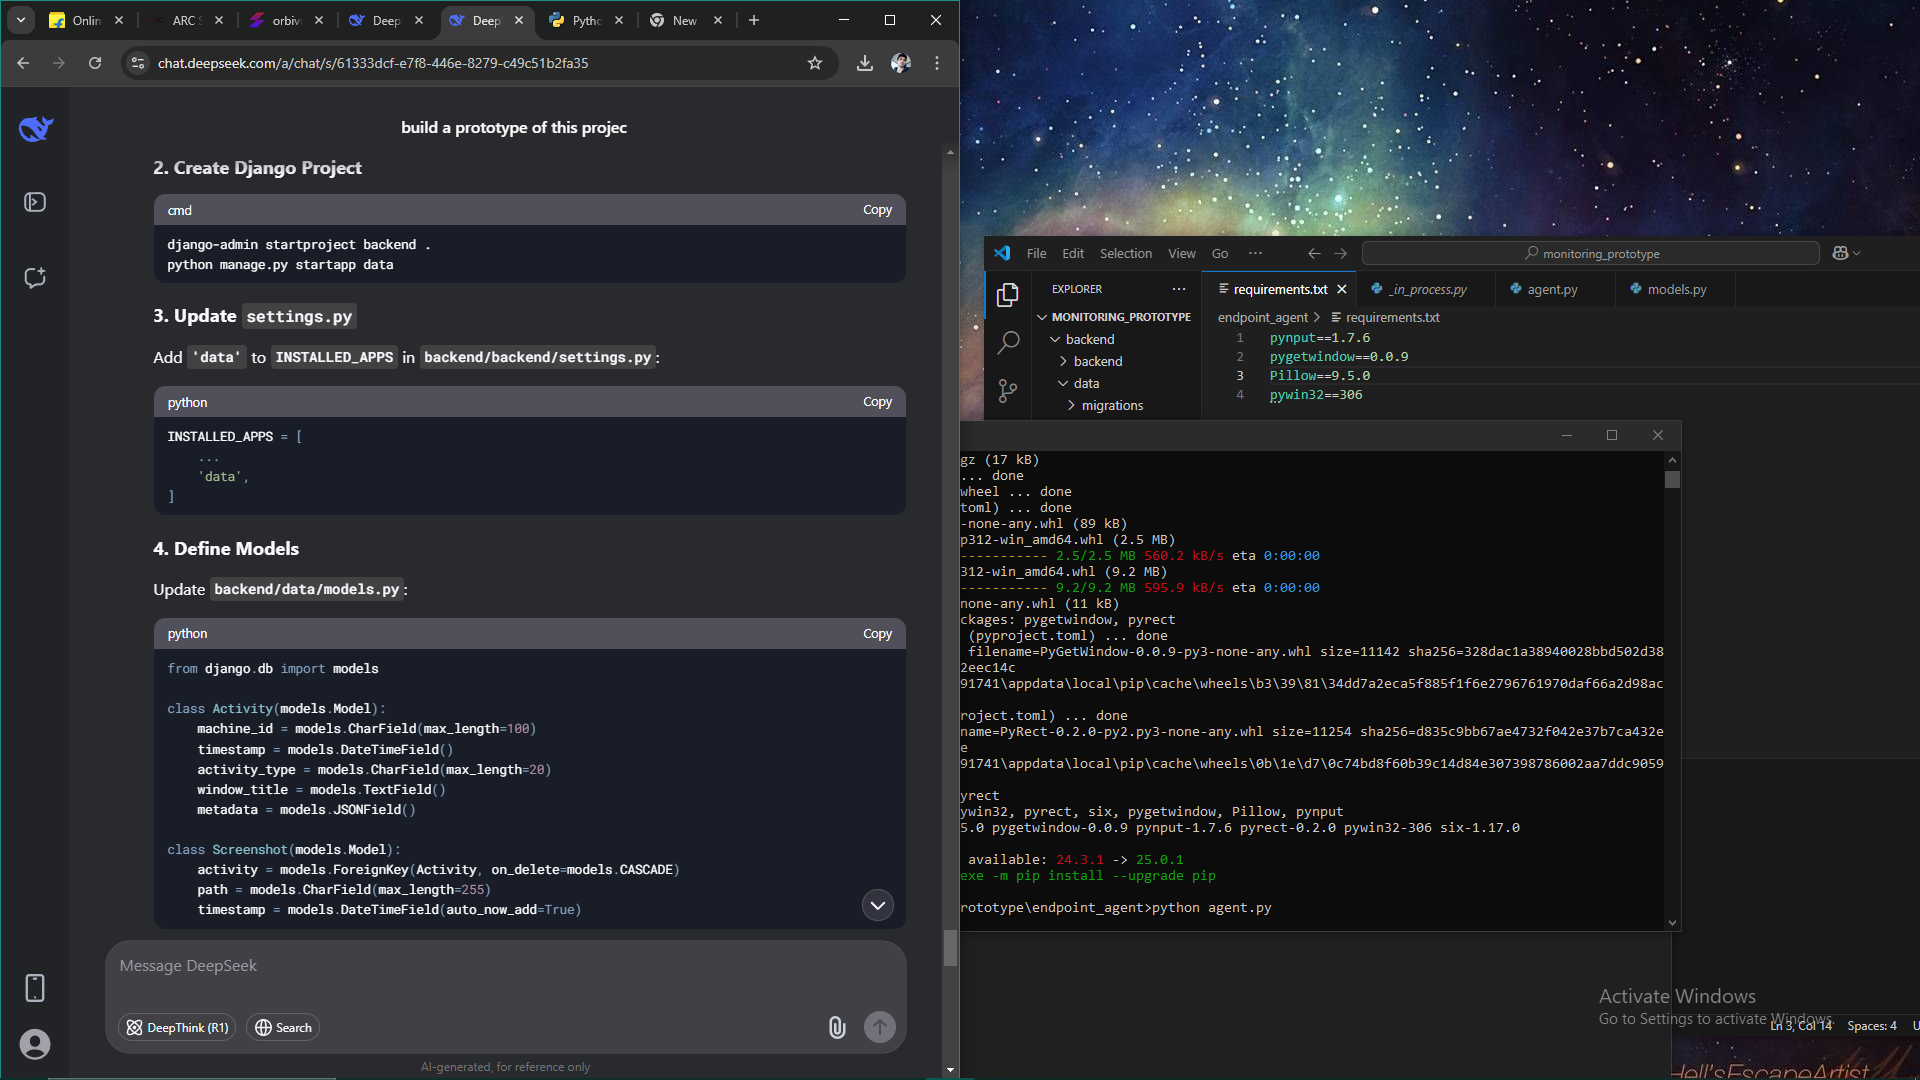 Onlin
ARC S
orbiv
Deep
Deep
Pytho
New
chat.deepseek.com/a/chat/s/61333dcf-e7f8-446e-8279-c49c51b2fa35
build a prototype of this projec
2. Create Django Project
cmd
Copy
django-admin startproject backend .
python manage.py startapp data
3. Update settings.py
Add 'data' to INSTALLED_APPS in backend/backend/settings.py:
python
Copy
INSTALLED_APPS = [
...
'data',
]
4. Define Models
Update backend/data/models.py:
python
Copy
from django.db import models
class Activity(models.Model):
machine_id = models.CharField(max_length=100)
timestamp = models.DateTimeField()
activity_type = models.CharField(max_length=20)
window_title = models.TextField()
metadata = models.JSONField()
class Screenshot(models.Model):
activity = models.ForeignKey(Activity, on_delete=models.CASCADE)
path = models.CharField(max_length=255)
timestamp = models.DateTimeField(auto_now_add=True)
Message DeepSeek
DeepThink (R1)
Search
AI-generated, for reference only
File Edit Selection View Go ···
monitoring_prototype
EXPLORER
requirements.txt
_in_process.py
agent.py
models.py
MONITORING_PROTOTYPE
backend
backend
data
migrations
endpoint_agent > requirements.txt
1 pynput==1.7.6
2 pygetwindow==0.0.9
3 Pillow==9.5.0
4 pywin32==306
gz (17 kB)
... done
wheel ... done
toml) ... done
-none-any.whl (89 kB)
p312-win_amd64.whl (2.5 MB)
----------- 2.5/2.5 MB 560.2 kB/s eta 0:00:00
312-win_amd64.whl (9.2 MB)
----------- 9.2/9.2 MB 595.9 kB/s eta 0:00:00
none-any.whl (11 kB)
ckages: pygetwindow, pyrect
(pyproject.toml) ... done
filename=PyGetWindow-0.0.9-py3-none-any.whl size=11142 sha256=328dac1a38940028bbd502d38
2eec14c
91741\appdata\local\pip\cache\wheels\b3\39\81\34dd7a2eca5f885f1f6e2796761970daf66a2d98ac
roject.toml) ... done
name=PyRect-0.2.0-py2.py3-none-any.whl size=11254 sha256=d835c9bb67ae4732f042e37b7ca432e
e
91741\appdata\local\pip\cache\wheels\0b\1e\d7\0c74bd8f60b39c14d84e307398786002aa7ddc9059
yrect
ywin32, pyrect, six, pygetwindow, Pillow, pynput
5.0 pygetwindow-0.0.9 pynput-1.7.6 pyrect-0.2.0 pywin32-306 six-1.17.0
available: 24.3.1 -> 25.0.1
exe -m pip install --upgrade pip
rototype\endpoint_agent>python agent.py
Activate Windows
Go to Settings to activate Windows.
Ln 3, Col 14
Spaces: 4
U
Hell'sEscapeArtist